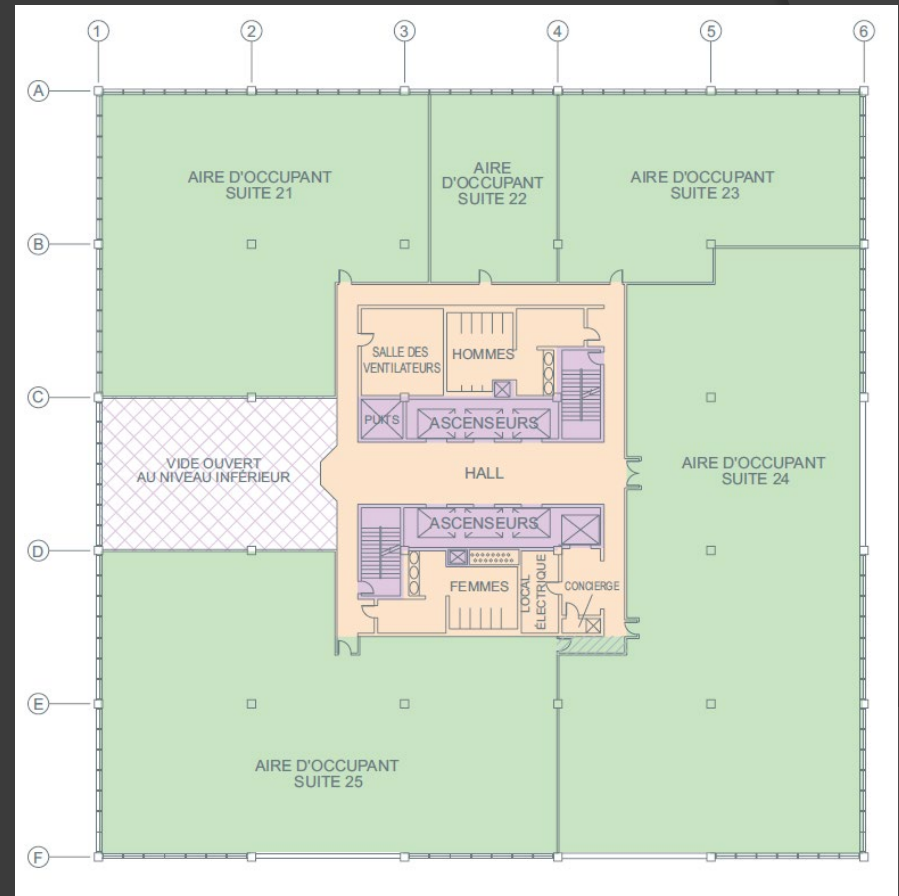 1 2 3 4 5 6
A
AIRE D'OCCUPANT
SUITE 21
AIRE
D'OCCUPANT
SUITE 22
AIRE D'OCCUPANT
SUITE 23
B
SALLE DES
VENTILATEURS
HOMMES
C
PUITS
ASCENSEURS
VIDE OUVERT
AU NIVEAU INFÉRIEUR
HALL
AIRE D'OCCUPANT
SUITE 24
ASCENSEURS
D
FEMMES
LOCAL
ÉLECTRIQUE
CONCIERGE
E
AIRE D'OCCUPANT
SUITE 25
F